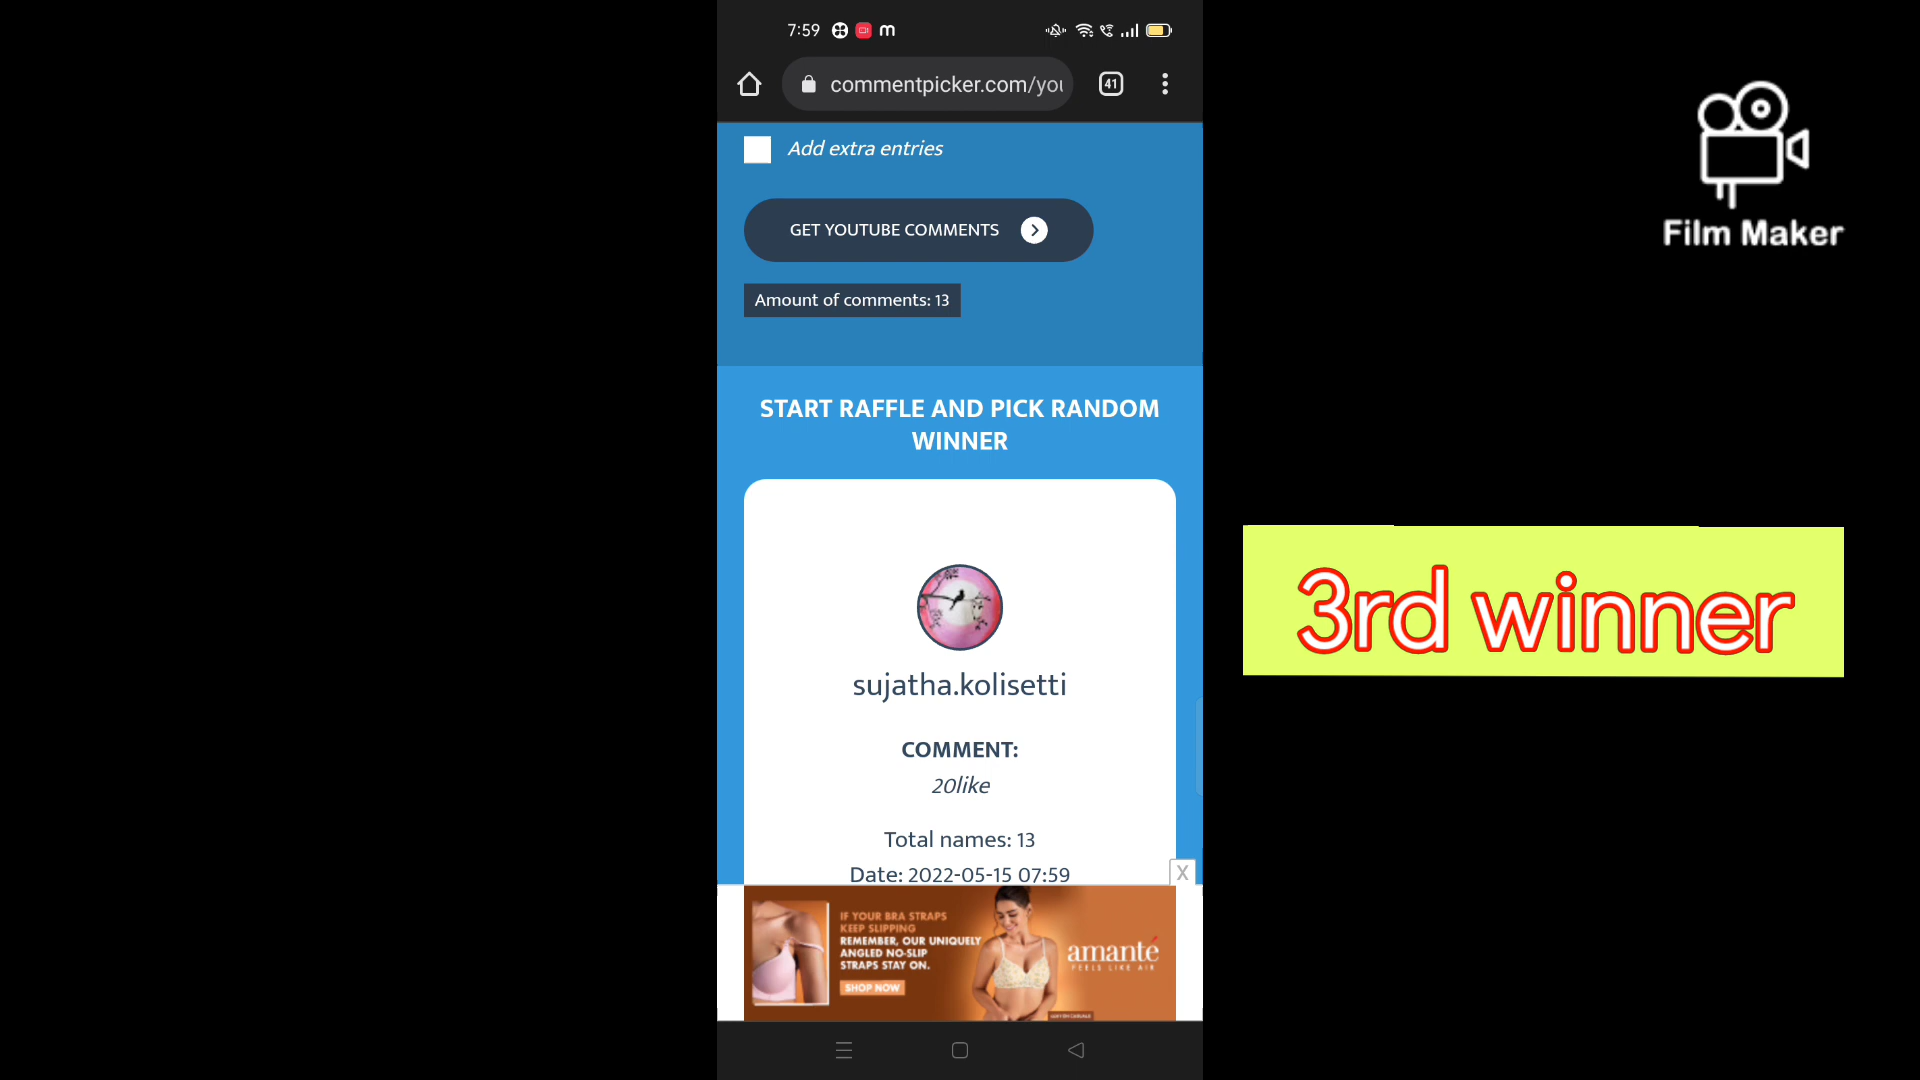 7:59
commentpicker.com/you
41
Film Maker
Add extra entries
GET YOUTUBE COMMENTS
Amount of comments: 13
START RAFFLE AND PICK RANDOM
WINNER
3rd winner
sujatha.kolisetti
COMMENT:
20like
Total names: 13
Date: 2022-05-15 07:59
X
IF YOUR BRA STRAPS
KEEP SLIPPING
REMEMBER, OUR UNIQUELY
ANGLED NO-SLIP
STRAPS STAY ON.
SHOP NOW
amanté
FEELS LIKE AIR